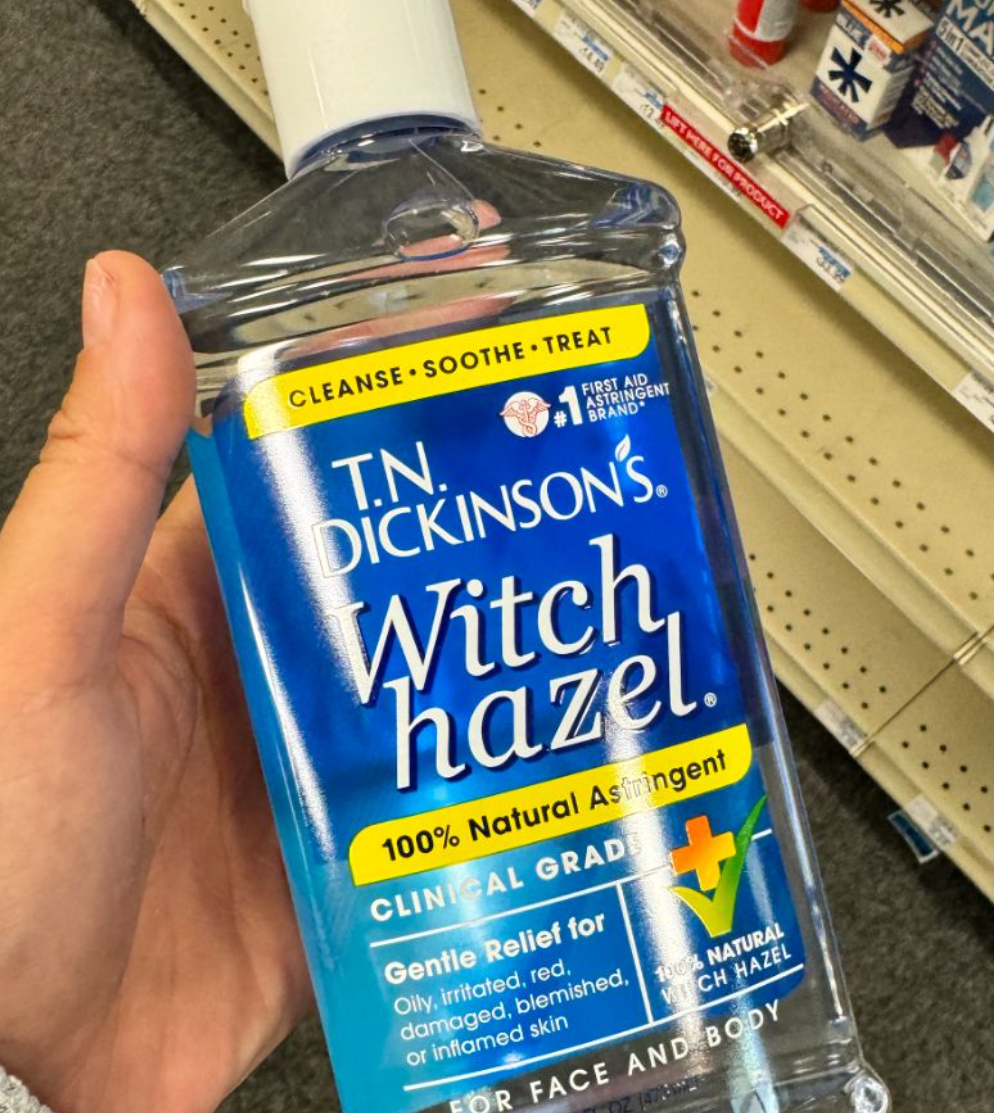 LIFT HERE FOR PRODUCT
CLEANSE • SOOTHE • TREAT
#1 FIRST AID
ASTRINGENT
BRAND*
T.N.
DICKINSON'S®
Witch
hazel®
100% Natural Astringent
CLINICAL GRADE
Gentle Relief for
Oily, irritated, red,
damaged, blemished,
or inflamed skin
100% NATURAL
WITCH HAZEL
FOR FACE AND BODY